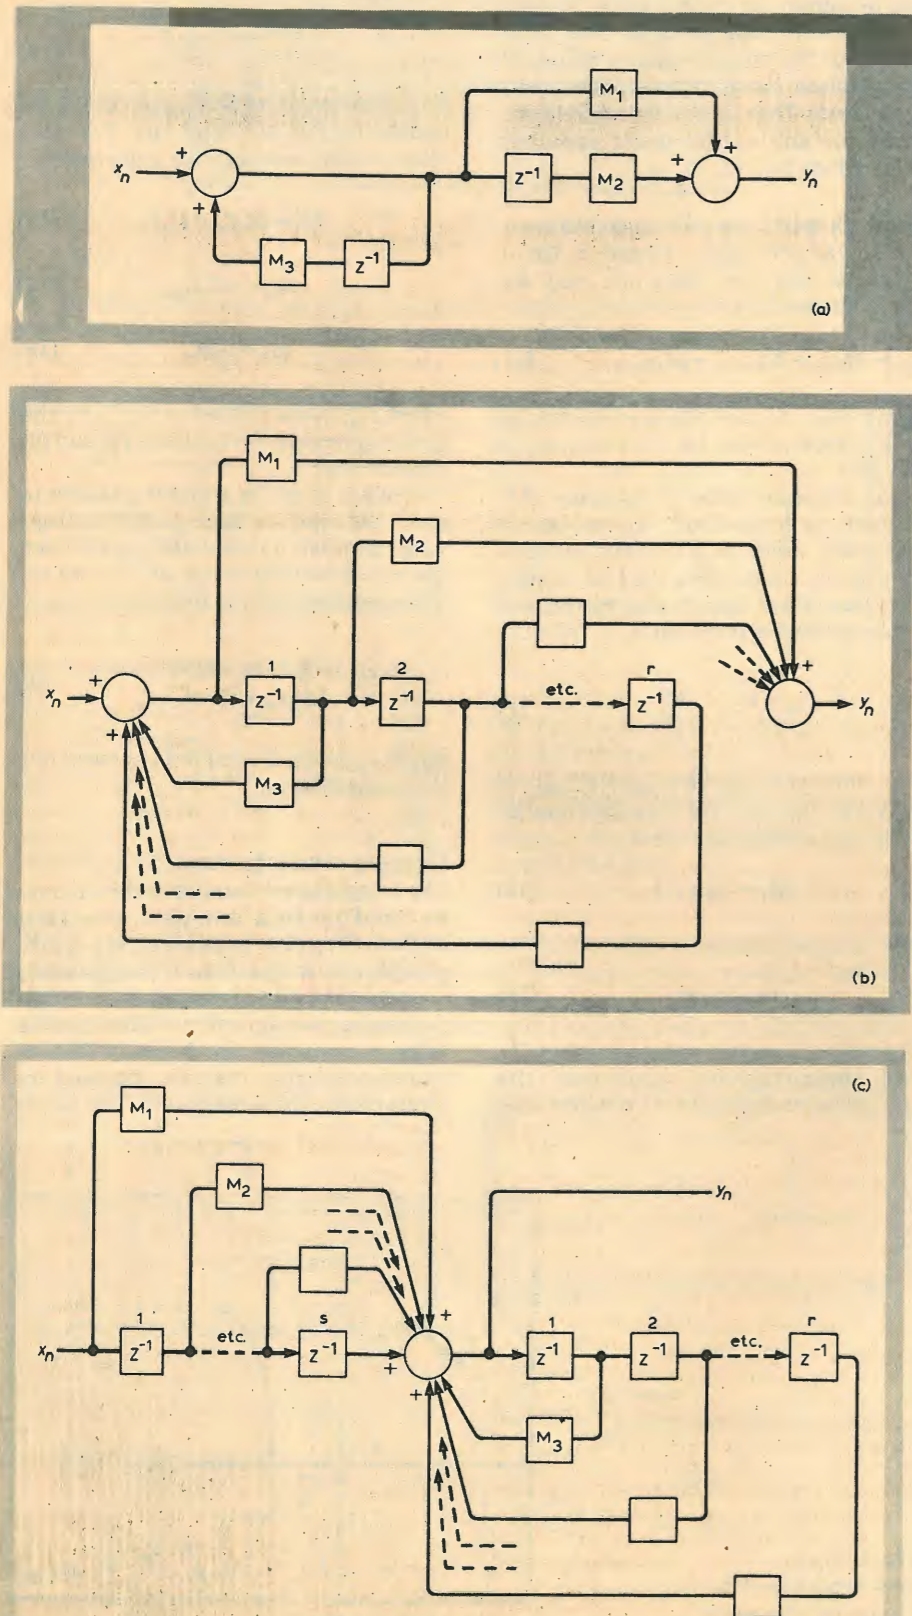 M1
+ +
xn z⁻¹ M2 + yn
+
M3 z⁻¹
(a)
M1
M2
1 2 r
xn + z⁻¹ z⁻¹ etc. z⁻¹ + yn
+
M3
(b)
(c)
M1
M2
yn
1 s + 1 2 r
xn z⁻¹ etc. z⁻¹ + z⁻¹ z⁻¹ etc. z⁻¹
+
M3